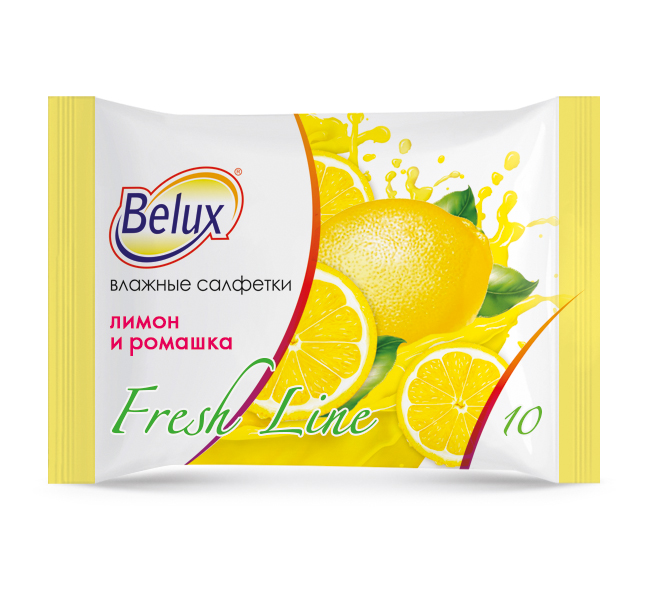 Belux®
влажные салфетки
лимон
и ромашка
Fresh Line
10